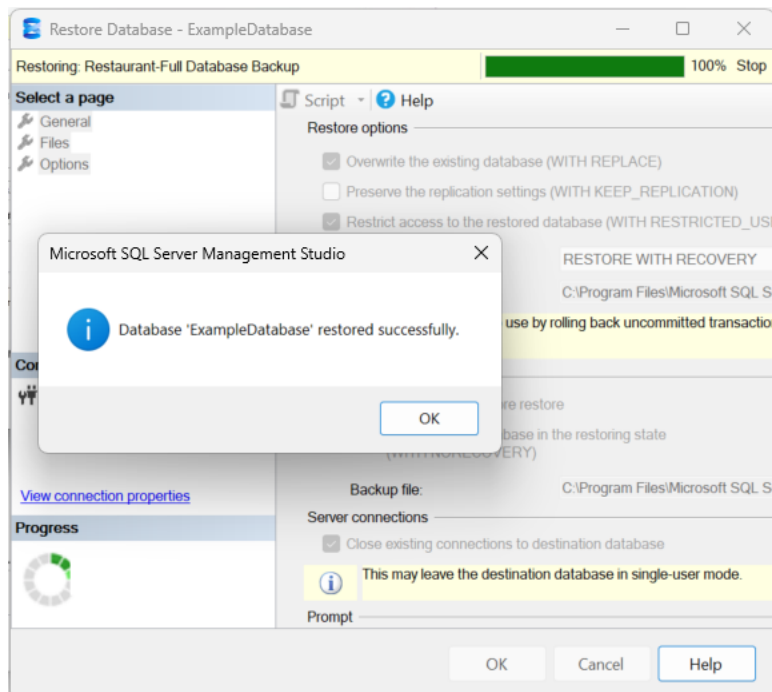 Restore Database - ExampleDatabase
Restoring: Restaurant-Full Database Backup
100% Stop
Select a page
General
Files
Options
Script
Help
Restore options
Overwrite the existing database (WITH REPLACE)
Preserve the replication settings (WITH KEEP_REPLICATION)
Restrict access to the restored database (WITH RESTRICTED_USE
Microsoft SQL Server Management Studio
Database 'ExampleDatabase' restored successfully.
OK
RESTORE WITH RECOVERY
C:\Program Files\Microsoft SQL S
use by rolling back uncommitted transaction
restore
in the restoring state
(WITH NORECOVERY)
View connection properties
Backup file:
C:\Program Files\Microsoft SQL S
Progress
Server connections
Close existing connections to destination database
This may leave the destination database in single-user mode.
Prompt
OK
Cancel
Help